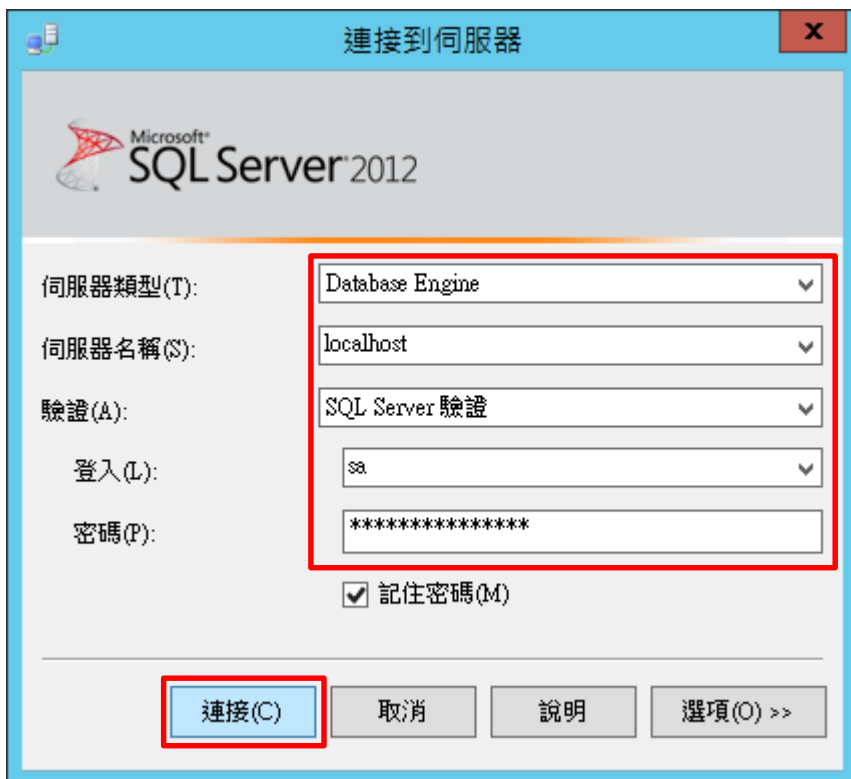 連接到伺服器
Microsoft®
SQL Server® 2012
伺服器類型(T):
Database Engine
伺服器名稱(S):
localhost
驗證(A):
SQL Server 驗證
登入(L):
sa
密碼(P):
***************
記住密碼(M)
連接(C)
取消
說明
選項(O) >>